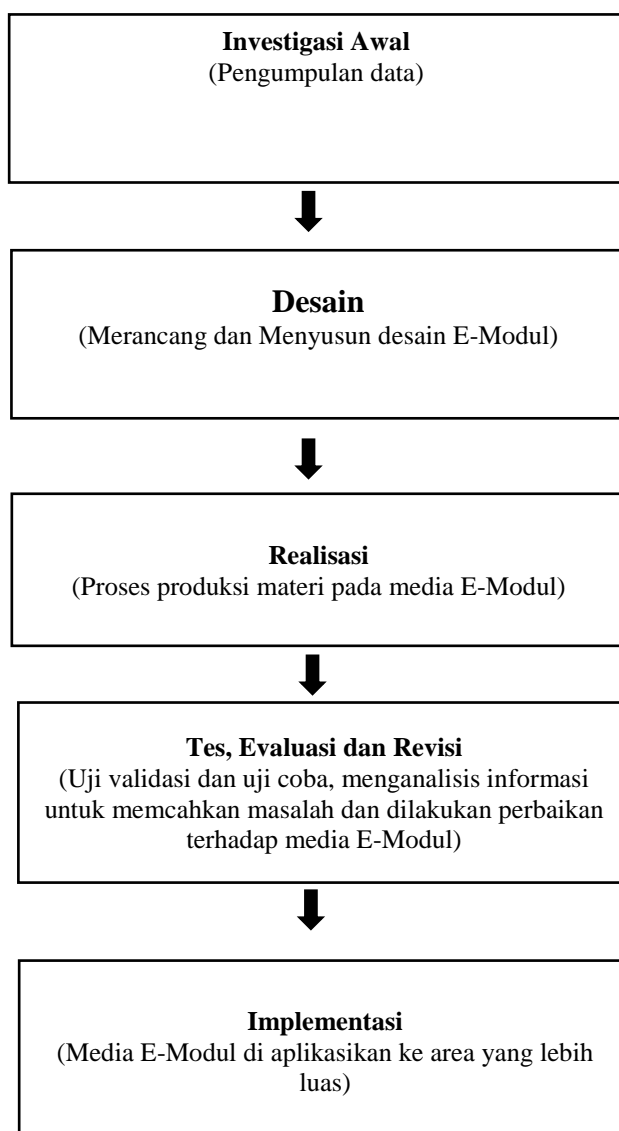 Investigasi Awal
(Pengumpulan data)
Desain
(Merancang dan Menyusun desain E-Modul)
Realisasi
(Proses produksi materi pada media E-Modul)
Tes, Evaluasi dan Revisi
(Uji validasi dan uji coba, menganalisis informasi
untuk memcahkan masalah dan dilakukan perbaikan
terhadap media E-Modul)
Implementasi
(Media E-Modul di aplikasikan ke area yang lebih
luas)